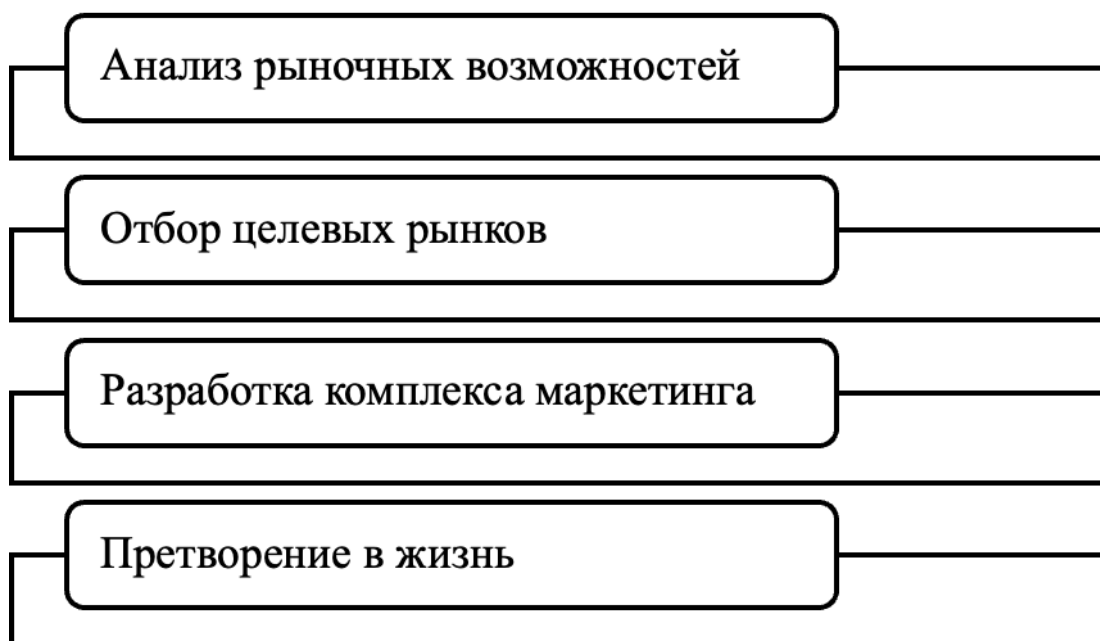 Анализ рыночных возможностей
Отбор целевых рынков
Разработка комплекса маркетинга
Претворение в жизнь